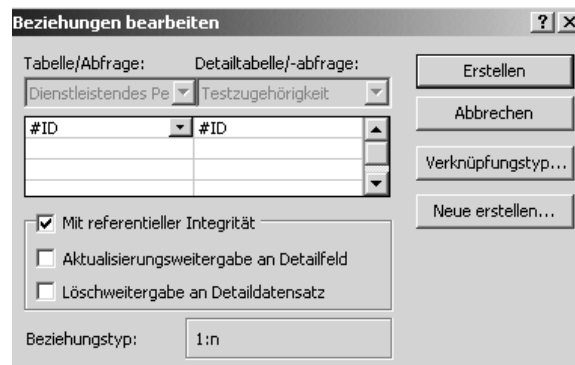 Beziehungen bearbeiten
Tabelle/Abfrage: Detailtabelle/-abfrage:
Dienstleistendes Pe Testzugehörigkeit
#ID #ID
Mit referentieller Integrität
Aktualisierungsweitergabe an Detailfeld
Löschweitergabe an Detaildatensatz
Beziehungstyp: 1:n
Erstellen
Abbrechen
Verknüpfungstyp...
Neue erstellen...